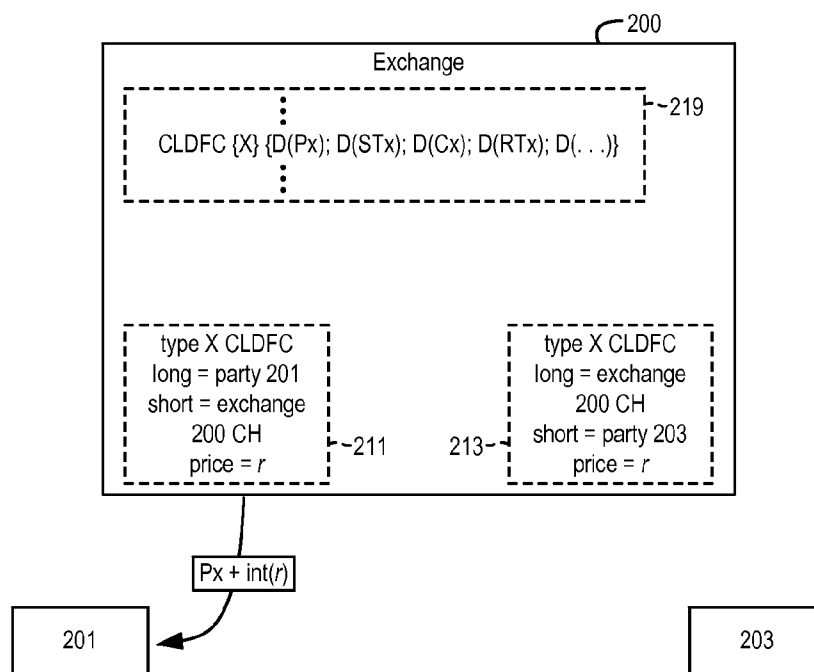 200
Exchange
219
CLDFC {X} {D(Px); D(STx); D(Cx); D(RTx); D(. . .)}
type X CLDFC
long = party 201
short = exchange
200 CH
price = r
211
213
type X CLDFC
long = exchange
200 CH
short = party 203
price = r
Px + int(r)
201
203